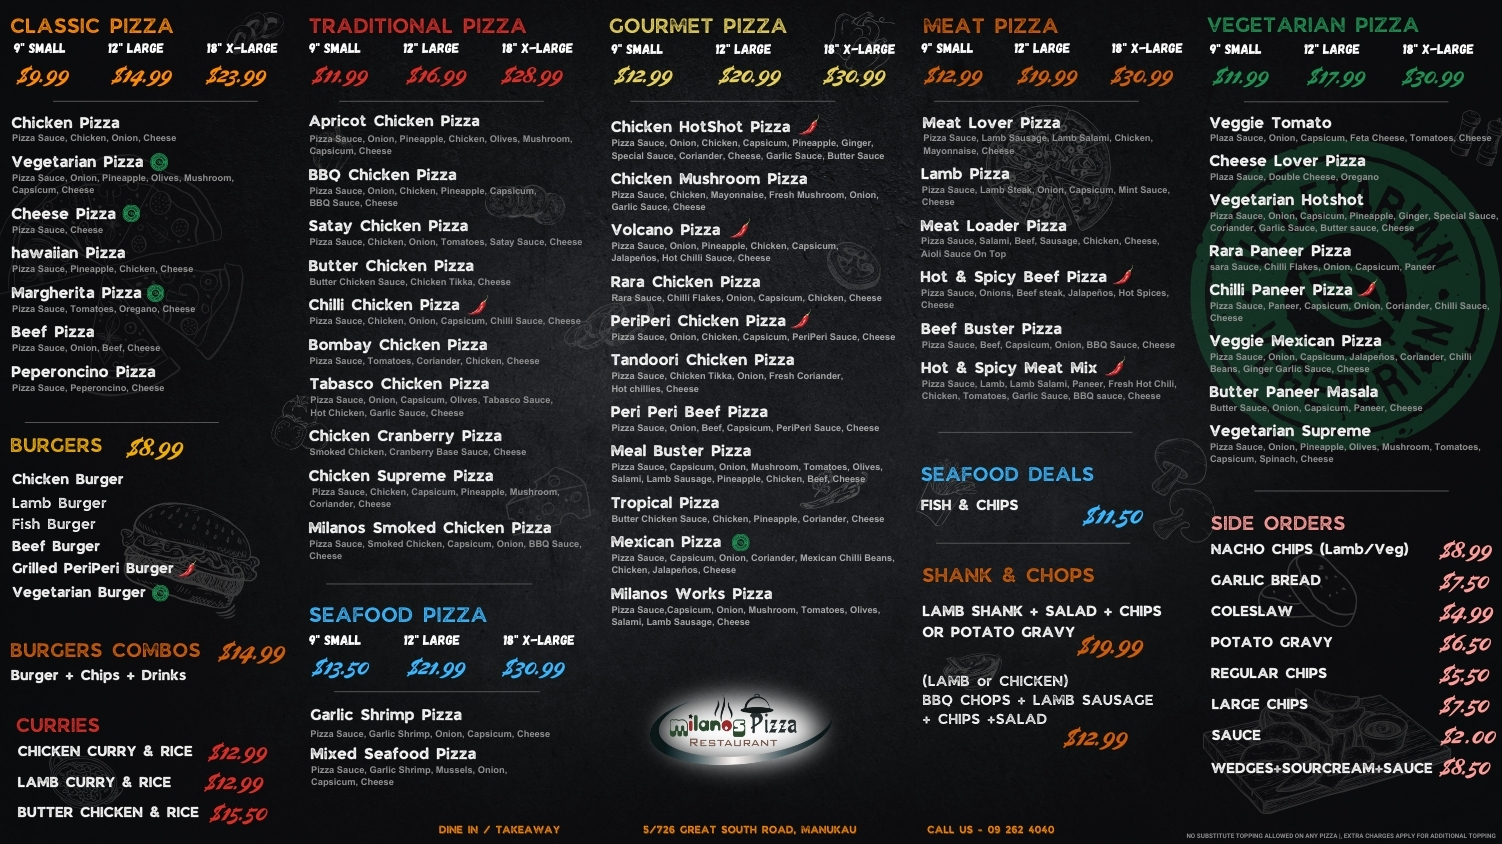 CLASSIC PIZZA
9" SMALL 12" LARGE 18" X-LARGE
$9.99 $14.99 $23.99
Chicken Pizza
Pizza Sauce, Chicken, Onion, Cheese
Vegetarian Pizza
Pizza Sauce, Onion, Pineapple, Olives, Mushroom,
Capsicum, Cheese
Cheese Pizza
Pizza Sauce, Cheese
hawaiian Pizza
Pizza Sauce, Pineapple, Chicken, Cheese
Margherita Pizza
Pizza Sauce, Tomatoes, Oregano, Cheese
Beef Pizza
Pizza Sauce, Onion, Beef, Cheese
Peperoncino Pizza
Pizza Sauce, Peperoncino, Cheese
BURGERS $8.99
Chicken Burger
Lamb Burger
Fish Burger
Beef Burger
Grilled PeriPeri Burger
Vegetarian Burger
BURGERS COMBOS $14.99
Burger + Chips + Drinks
CURRIES
CHICKEN CURRY & RICE $12.99
LAMB CURRY & RICE $12.99
BUTTER CHICKEN & RICE $15.50
TRADITIONAL PIZZA
9" SMALL 12" LARGE 18" X-LARGE
$11.99 $16.99 $28.99
Apricot Chicken Pizza
Pizza Sauce, Onion, Pineapple, Chicken, Olives, Mushroom,
Capsicum, Cheese
BBQ Chicken Pizza
Pizza Sauce, Onion, Chicken, Pineapple, Capsicum,
BBQ Sauce, Cheese
Satay Chicken Pizza
Pizza Sauce, Chicken, Onion, Tomatoes, Satay Sauce, Cheese
Butter Chicken Pizza
Butter Chicken Sauce, Chicken Tikka, Cheese
Chilli Chicken Pizza
Pizza Sauce, Chicken, Onion, Capsicum, Chilli Sauce, Cheese
Bombay Chicken Pizza
Pizza Sauce, Tomatoes, Coriander, Chicken, Cheese
Tabasco Chicken Pizza
Pizza Sauce, Onion, Capsicum, Olives, Tabasco Sauce,
Hot Chicken, Garlic Sauce, Cheese
Chicken Cranberry Pizza
Smoked Chicken, Cranberry Base Sauce, Cheese
Chicken Supreme Pizza
Pizza Sauce, Chicken, Capsicum, Pineapple, Mushroom,
Coriander, Cheese
Milanos Smoked Chicken Pizza
Pizza Sauce, Smoked Chicken, Capsicum, Onion, BBQ Sauce,
Cheese
SEAFOOD PIZZA
9" SMALL 12" LARGE 18" X-LARGE
$13.50 $21.99 $30.99
Garlic Shrimp Pizza
Pizza Sauce, Garlic Shrimp, Onion, Capsicum, Cheese
Mixed Seafood Pizza
Pizza Sauce, Garlic Shrimp, Mussels, Onion,
Capsicum, Cheese
GOURMET PIZZA
9" SMALL 12" LARGE 18" X-LARGE
$12.99 $20.99 $30.99
Chicken HotShot Pizza
Pizza Sauce, Onion, Chicken, Capsicum, Pineapple, Ginger,
Special Sauce, Coriander, Cheese, Garlic Sauce, Butter Sauce
Chicken Mushroom Pizza
Pizza Sauce, Chicken, Mayonnaise, Fresh Mushroom, Onion,
Garlic Sauce, Cheese
Volcano Pizza
Pizza Sauce, Onion, Pineapple, Chicken, Capsicum,
Jalapeños, Hot Chilli Sauce, Cheese
Rara Chicken Pizza
Rara Sauce, Chilli Flakes, Onion, Capsicum, Chicken, Cheese
PeriPeri Chicken Pizza
Pizza Sauce, Onion, Chicken, Capsicum, PeriPeri Sauce, Cheese
Tandoori Chicken Pizza
Pizza Sauce, Chicken Tikka, Onion, Fresh Coriander,
Hot chillies, Cheese
Peri Peri Beef Pizza
Pizza Sauce, Onion, Beef, Capsicum, PeriPeri Sauce, Cheese
Meal Buster Pizza
Pizza Sauce, Capsicum, Onion, Mushroom, Tomatoes, Olives,
Salami, Lamb Sausage, Pineapple, Chicken, Beef, Cheese
Tropical Pizza
Butter Chicken Sauce, Chicken, Pineapple, Coriander, Cheese
Mexican Pizza
Pizza Sauce, Capsicum, Onion, Coriander, Mexican Chilli Beans,
Chicken, Jalapeños, Cheese
Milanos Works Pizza
Pizza Sauce,Capsicum, Onion, Mushroom, Tomatoes, Olives,
Salami, Lamb Sausage, Cheese
milanos Pizza
RESTAURANT
MEAT PIZZA
9" SMALL 12" LARGE 18" X-LARGE
$12.99 $19.99 $30.99
Meat Lover Pizza
Pizza Sauce, Lamb Sausage, Lamb Salami, Chicken,
Mayonnaise, Cheese
Lamb Pizza
Pizza Sauce, Lamb Steak, Onion, Capsicum, Mint Sauce,
Cheese
Meat Loader Pizza
Pizza Sauce, Salami, Beef, Sausage, Chicken, Cheese,
Aioli Sauce On Top
Hot & Spicy Beef Pizza
Pizza Sauce, Onions, Beef steak, Jalapeños, Hot Spices,
Cheese
Beef Buster Pizza
Pizza Sauce, Beef, Capsicum, Onion, BBQ Sauce, Cheese
Hot & Spicy Meat Mix
Pizza Sauce, Lamb, Lamb Salami, Paneer, Fresh Hot Chili,
Chicken, Tomatoes, Garlic Sauce, BBQ sauce, Cheese
SEAFOOD DEALS
FISH & CHIPS
$11.50
SHANK & CHOPS
LAMB SHANK + SALAD + CHIPS
OR POTATO GRAVY
$19.99
(LAMB or CHICKEN)
BBQ CHOPS + LAMB SAUSAGE
+ CHIPS +SALAD
$12.99
VEGETARIAN PIZZA
9" SMALL 12" LARGE 18" X-LARGE
$11.99 $17.99 $30.99
Veggie Tomato
Plaza Sauce, Onion, Capsicum, Feta Cheese, Tomatoes, Cheese
Cheese Lover Pizza
Plaza Sauce, Double Cheese, Oregano
Vegetarian Hotshot
Pizza Sauce, Onion, Capsicum, Pineapple, Ginger, Special Sauce,
Coriander, Garlic Sauce, Butter sauce, Cheese
Rara Paneer Pizza
sara Sauce, Chilli Flakes, Onion, Capsicum, Paneer
Chilli Paneer Pizza
Pizza Sauce, Paneer, Capsicum, Onion, Coriander, Chilli Sauce,
Cheese
Veggie Mexican Pizza
Pizza Sauce, Onion, Capsicum, Jalapeños, Coriander, Chilli
Beans, Ginger Garlic Sauce, Cheese
Butter Paneer Masala
Butter Sauce, Onion, Capsicum, Paneer, Cheese
Vegetarian Supreme
Pizza Sauce, Onion, Pineapple, Olives, Mushroom, Tomatoes,
Capsicum, Spinach, Cheese
VEGETARIAN
VEGETARIAN
SIDE ORDERS
NACHO CHIPS (Lamb/Veg) $8.99
GARLIC BREAD $7.50
COLESLAW $4.99
POTATO GRAVY $6.50
REGULAR CHIPS $5.50
LARGE CHIPS $7.50
SAUCE $2.00
WEDGES+SOURCREAM+SAUCE $8.50
DINE IN / TAKEAWAY 5/726 GREAT SOUTH ROAD, MANUKAU CALL US - 09 262 4040
NO SUBSTITUTE TOPPING ALLOWED ON ANY PIZZA |, EXTRA CHARGES APPLY FOR ADDITIONAL TOPPING